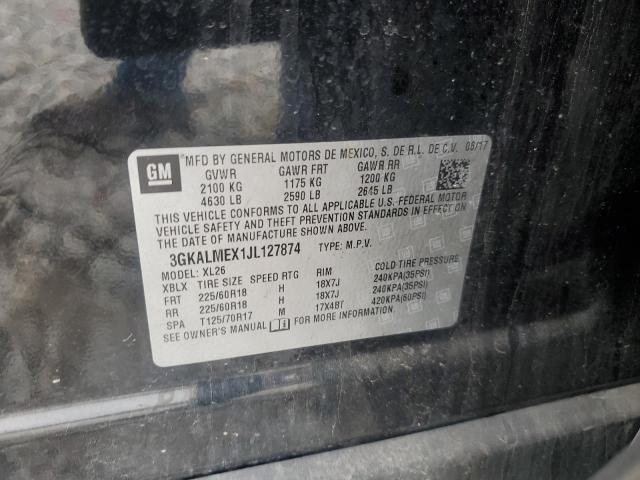 GM
MFD BY GENERAL MOTORS DE MEXICO, S. DE R.L. DE C.V. 08/17
GVWR GAWR FRT GAWR RR
2100 KG 1175 KG 1200 KG
4630 LB 2590 LB 2645 LB
THIS VEHICLE CONFORMS TO ALL APPLICABLE U.S. FEDERAL MOTOR
VEHICLE SAFETY AND THEFT PREVENTION STANDARDS IN EFFECT ON
THE DATE OF MANUFACTURE SHOWN ABOVE.
3GKALMEX1JL127874 TYPE: M.P.V.
MODEL: XL26
XBLX TIRE SIZE SPEED RTG RIM COLD TIRE PRESSURE
FRT 225/60R18 H 18X7J 240KPA(35PSI)
RR 225/60R18 H 18X7J 240KPA(35PSI)
SPA T125/70R17 M 17X4BT 420KPA(60PSI)
SEE OWNER'S MANUAL FOR MORE INFORMATION.